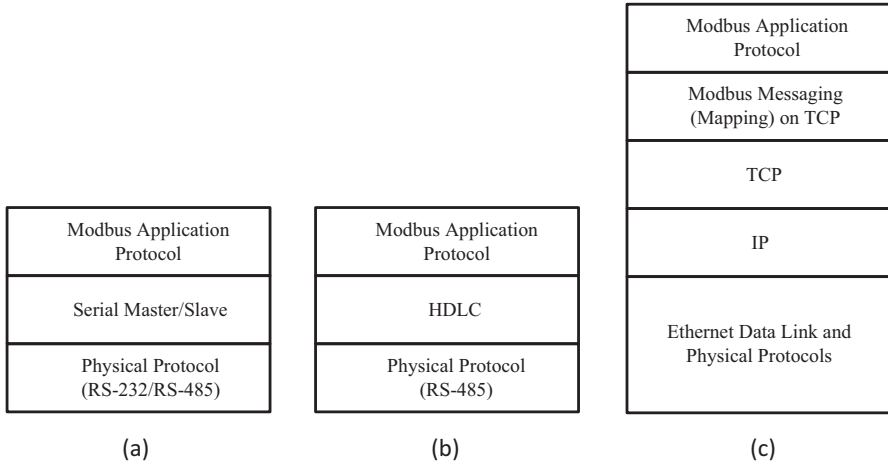 Modbus Application
Protocol
Serial Master/Slave
Physical Protocol
(RS-232/RS-485)
(a)
Modbus Application
Protocol
HDLC
Physical Protocol
(RS-485)
(b)
Modbus Application
Protocol
Modbus Messaging
(Mapping) on TCP
TCP
IP
Ethernet Data Link and
Physical Protocols
(c)